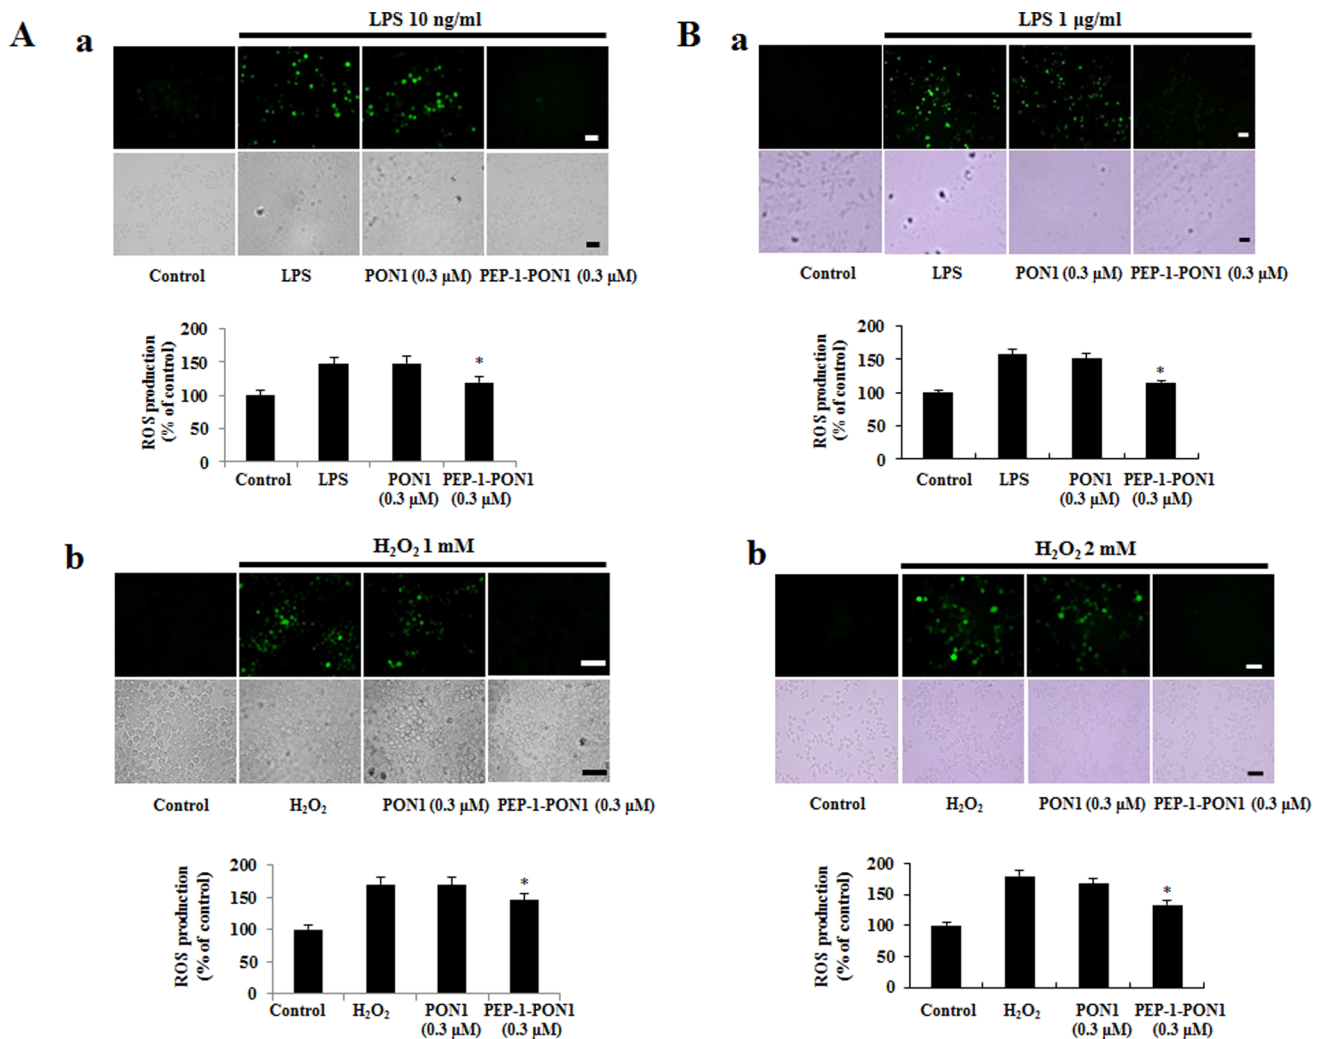 A
a
LPS 10 ng/ml
Control
LPS
PON1 (0.3 µM)
PEP-1-PON1 (0.3 µM)
ROS production
(% of control)
200
150
100
50
0
*
Control
LPS
PON1
(0.3 µM)
PEP-1-PON1
(0.3 µM)
b
H₂O₂ 1 mM
Control
H₂O₂
PON1 (0.3 µM)
PEP-1-PON1 (0.3 µM)
ROS production
(% of control)
200
150
100
50
0
*
Control
H₂O₂
PON1
(0.3 µM)
PEP-1-PON1
(0.3 µM)
B
a
LPS 1 µg/ml
Control
LPS
PON1 (0.3 µM)
PEP-1-PON1 (0.3 µM)
ROS production
(% of control)
200
150
100
50
0
*
Control
LPS
PON1
(0.3 µM)
PEP-1-PON1
(0.3 µM)
b
H₂O₂ 2 mM
Control
H₂O₂
PON1 (0.3 µM)
PEP-1-PON1 (0.3 µM)
ROS production
(% of control)
200
150
100
50
0
*
Control
H₂O₂
PON1
(0.3 µM)
PEP-1-PON1
(0.3 µM)